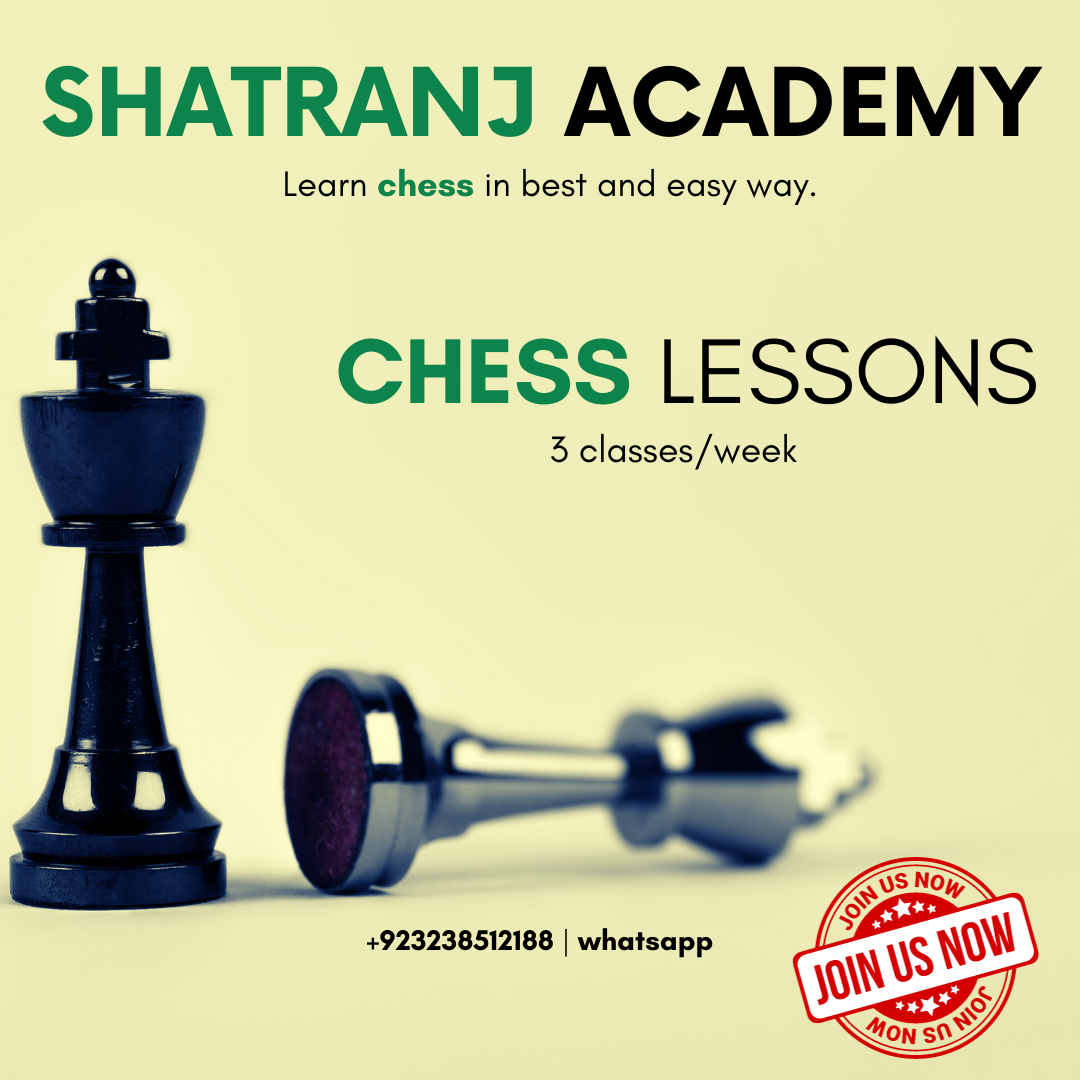 SHATRANJ ACADEMY
Learn chess in best and easy way.
CHESS LESSONS
3 classes/week
+923238512188 | whatsapp
JOIN US NOW
JOIN US NOW
JOIN US NOW